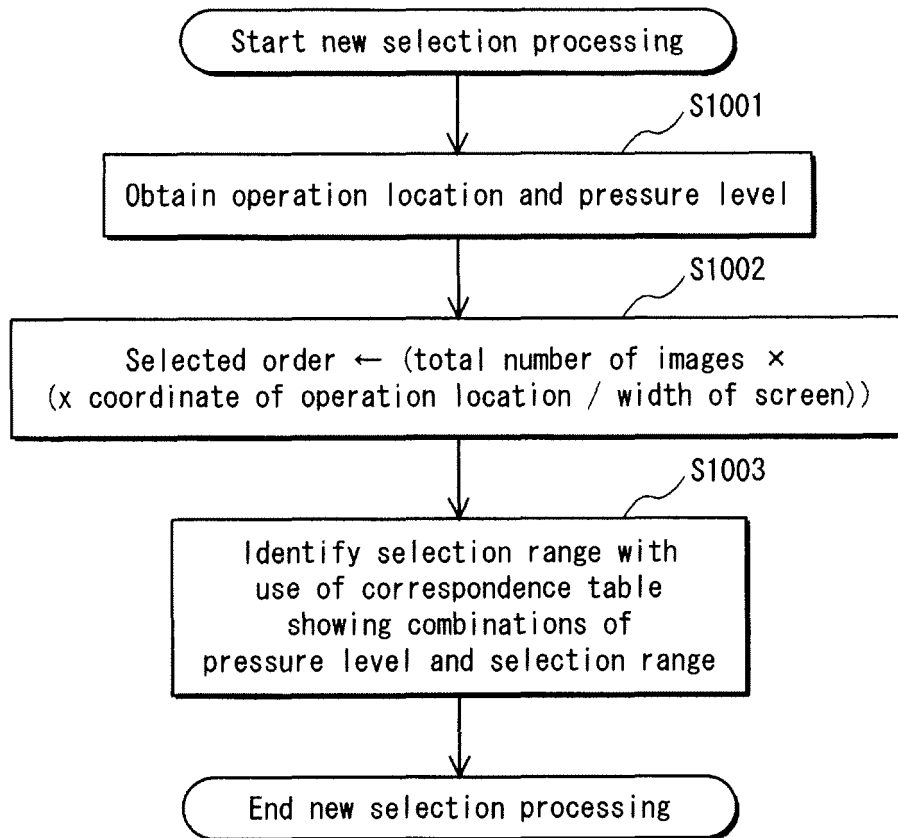 Start new selection processing
S1001
Obtain operation location and pressure level
S1002
Selected order ← (total number of images ×
(x coordinate of operation location / width of screen))
S1003
Identify selection range with
use of correspondence table
showing combinations of
pressure level and selection range
End new selection processing